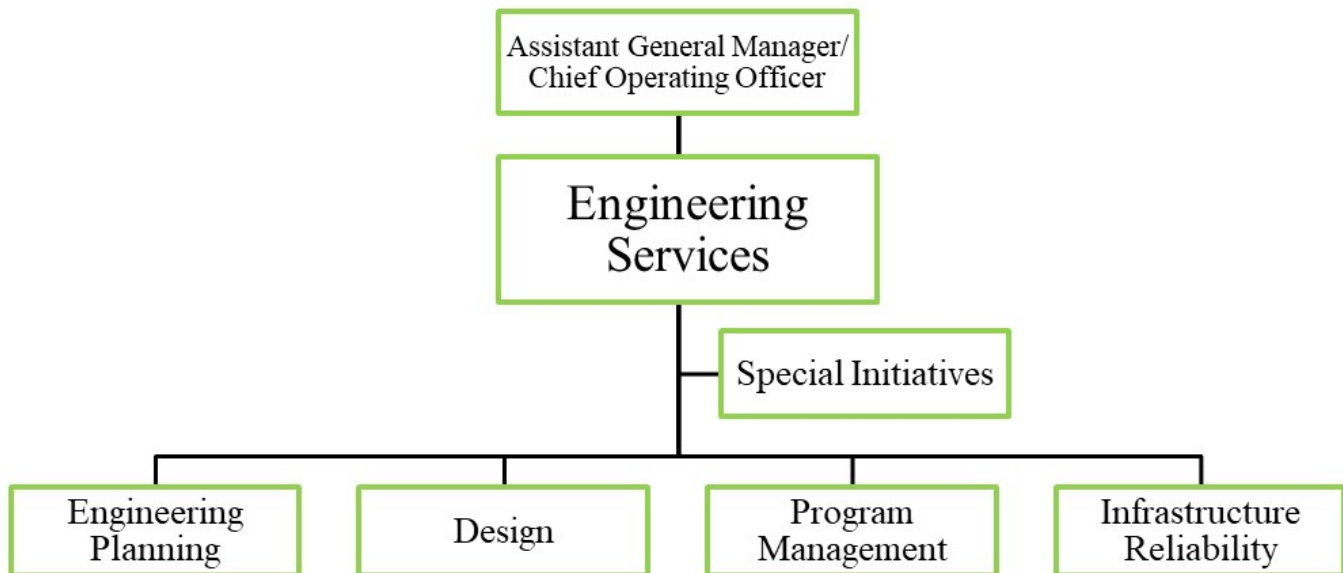 Assistant General Manager/
Chief Operating Officer
Engineering
Services
Special Initiatives
Engineering
Planning
Design
Program
Management
Infrastructure
Reliability